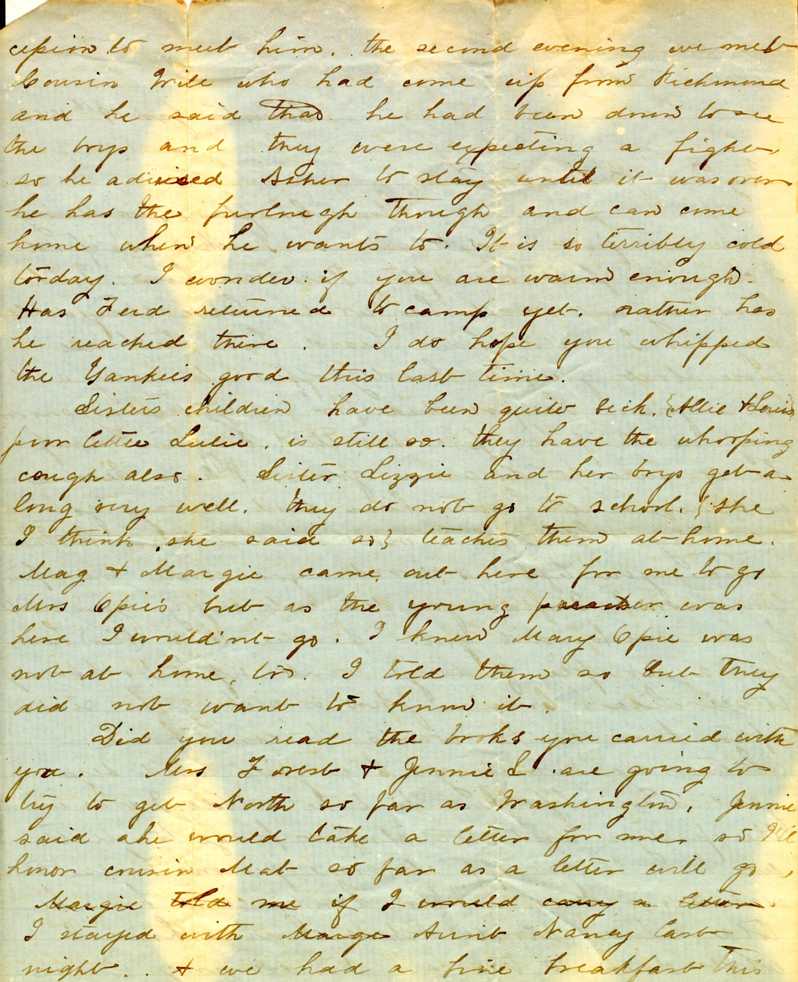 cepion to meet him. the second evening we met
Cousin Will who had come up from Richmond
and he said that he had been down to see
the boys and they were expecting a fight
so he advised Asher to stay until it was over
he has the furlough though and can come
home when he wants to. It is so terribly cold
today. I wonder if you are warm enough.
Has Ferd returned to camp yet. rather has
he reached there. I do hope you whipped
the Yankees good this last time.
Sister's children have been quite sick. {Allie & Louis
poor little Lulie. is still so. they have the whooping
cough also. Sister Lizzie and her boys get a
long very well. they do not go to school. {she
I think she said so} teaches them at home.
Mag & Margie came out here for me to go
Mrs Opie's but as the young preacher was
here I would'nt go. I knew Mary Opie was
not at home, too. I told them so but they
did not want to know it.
Did you read the books you carried with
you. Mrs Forest & Jennie L. are going to
try to get North so far as Washington. Jennie
said she would take a letter for me, so I'll
honor cousin Mat so far as a letter will go,
Margie told me if I would carry a letter.
I stayed with Marge Aunt Nancy last
night.. & we had a fine breakfast this